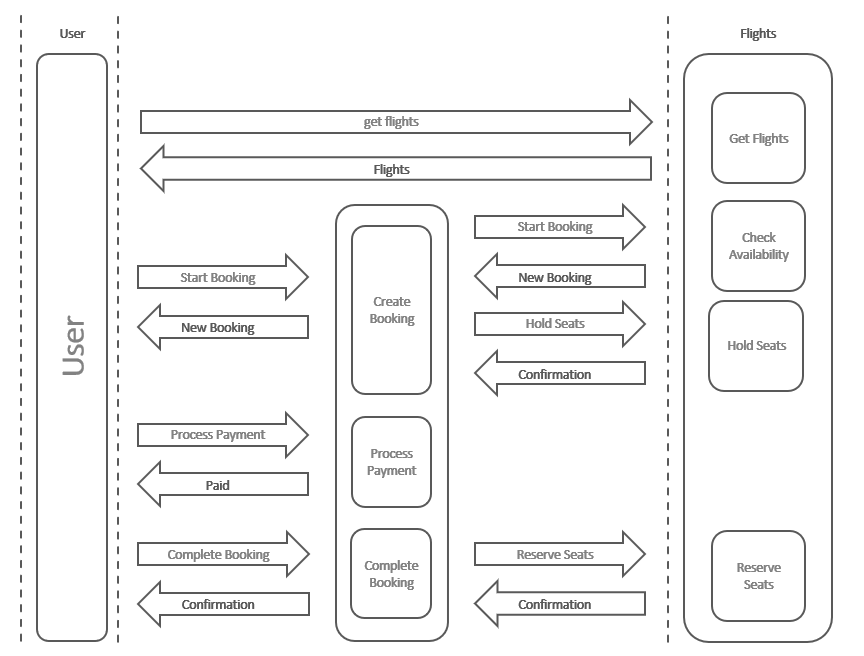 User
Flights
get flights
Get Flights
Flights
Start Booking
Check
Availability
Start Booking
New Booking
Create
Booking
New Booking
Hold Seats
Hold Seats
User
Confirmation
Process Payment
Process
Payment
Paid
Complete Booking
Complete
Booking
Reserve Seats
Reserve
Seats
Confirmation
Confirmation